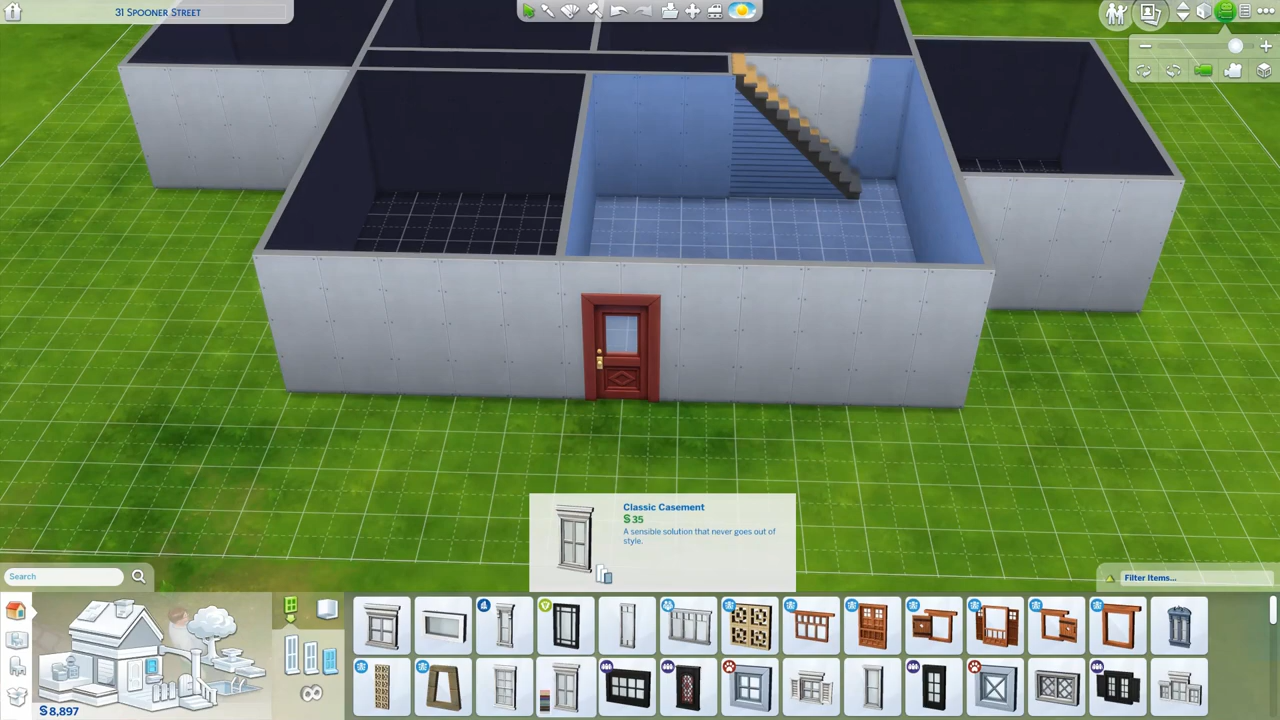 31 Spooner Street
Classic Casement
§35
A sensible solution that never goes out of
style.
Search
Filter Items...
§8,897